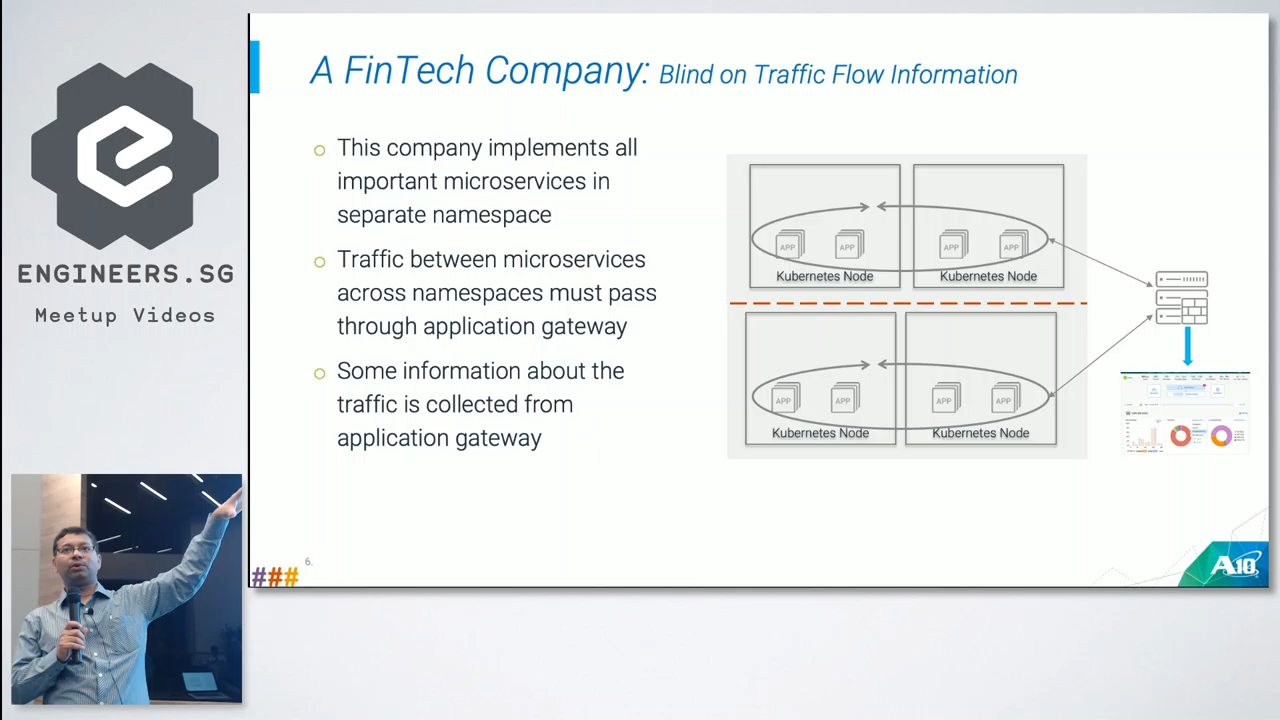 ENGINEERS.SG
Meetup Videos
A FinTech Company: Blind on Traffic Flow Information
This company implements all
important microservices in
separate namespace
Traffic between microservices
across namespaces must pass
through application gateway
Some information about the
traffic is collected from
application gateway
APP APP APP APP
Kubernetes Node Kubernetes Node
APP APP APP APP
Kubernetes Node Kubernetes Node
6.
###
A10